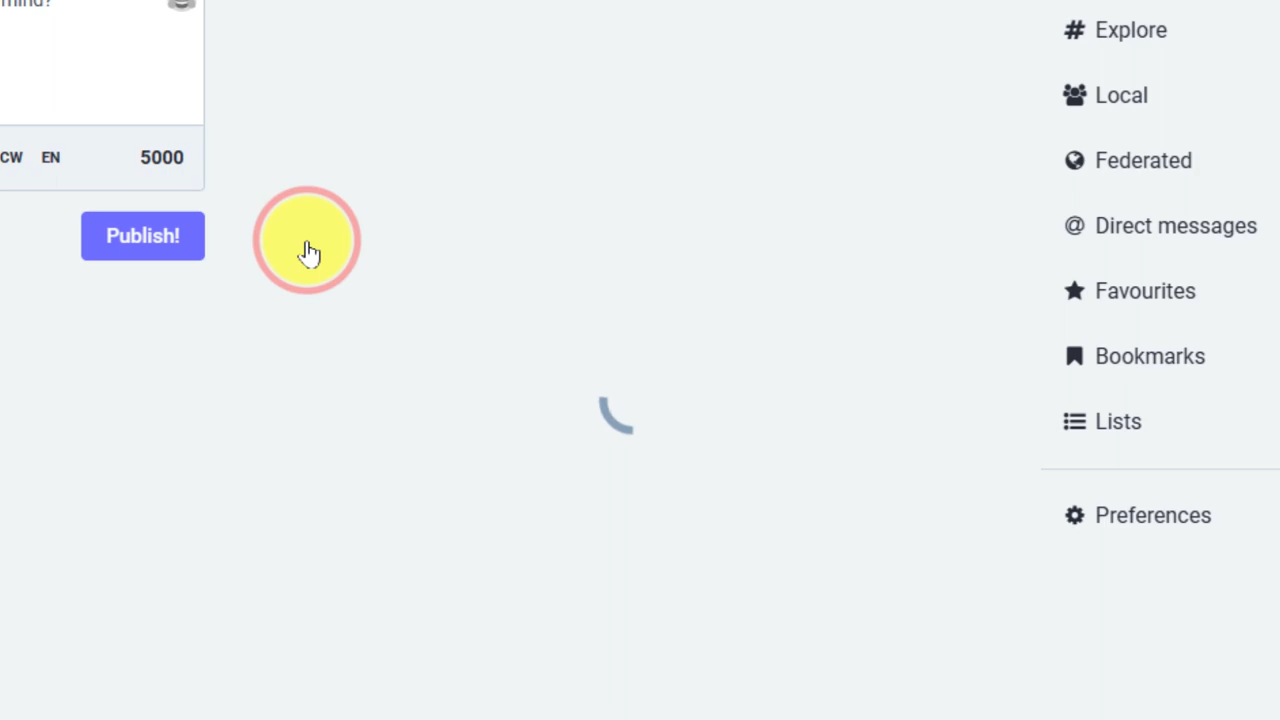 mind?
CW EN 5000
Publish!
# Explore
Local
Federated
@ Direct messages
Favourites
Bookmarks
Lists
Preferences